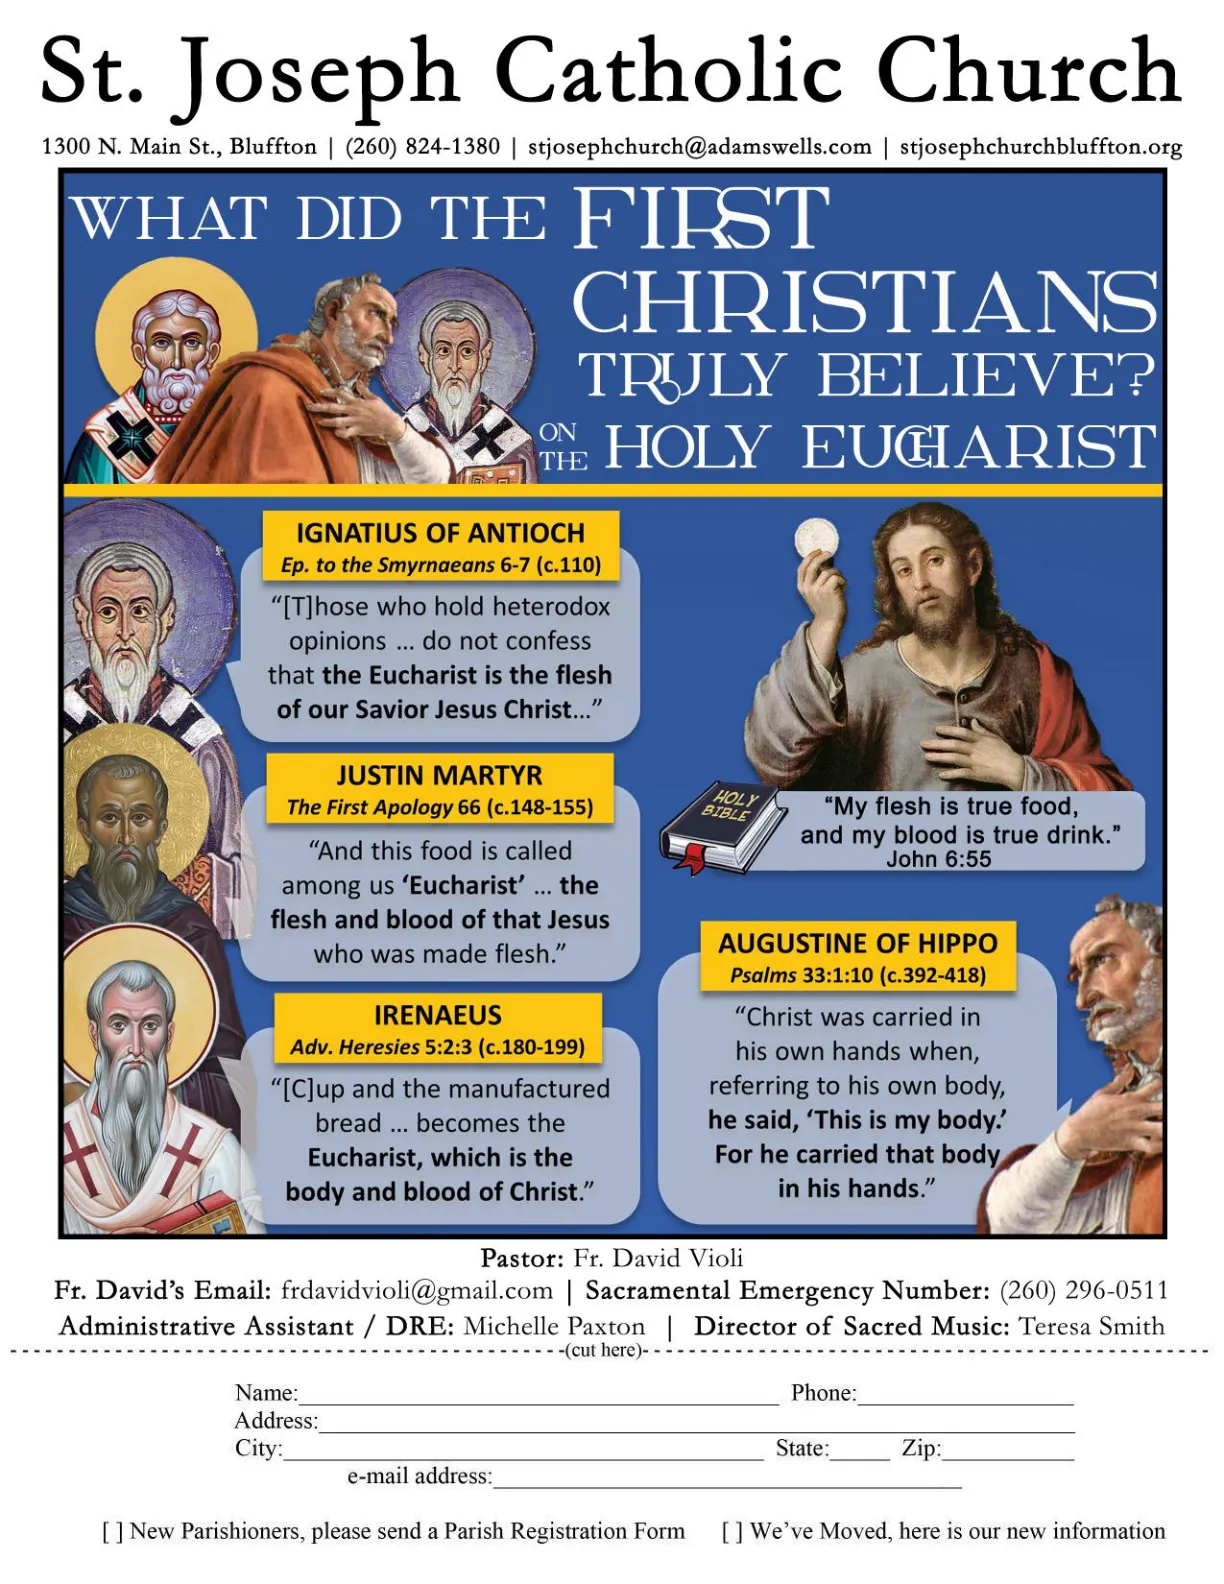 St. Joseph Catholic Church
1300 N. Main St., Bluffton | (260) 824-1380 | stjosephchurch@adamswells.com | stjosephchurchbluffton.org
WHAT DID THE FIRST
CHRISTIANS
TRULY BELIEVE?
ON THE HOLY EUCHARIST
IGNATIUS OF ANTIOCH
Ep. to the Smyrnaeans 6-7 (c.110)
“[T]hose who hold heterodox
opinions ... do not confess
that the Eucharist is the flesh
of our Savior Jesus Christ...”
JUSTIN MARTYR
The First Apology 66 (c.148-155)
“And this food is called
among us ‘Eucharist’ ... the
flesh and blood of that Jesus
who was made flesh.”
IRENAEUS
Adv. Heresies 5:2:3 (c.180-199)
“[C]up and the manufactured
bread ... becomes the
Eucharist, which is the
body and blood of Christ.”
HOLY
BIBLE
“My flesh is true food,
and my blood is true drink.”
John 6:55
AUGUSTINE OF HIPPO
Psalms 33:1:10 (c.392-418)
“Christ was carried in
his own hands when,
referring to his own body,
he said, ‘This is my body.’
For he carried that body
in his hands.”
Pastor: Fr. David Violi
Fr. David’s Email: frdavidvioli@gmail.com | Sacramental Emergency Number: (260) 296-0511
Administrative Assistant / DRE: Michelle Paxton | Director of Sacred Music: Teresa Smith
(cut here)
Name: Phone:
Address:
City: State: Zip:
e-mail address:
[ ] New Parishioners, please send a Parish Registration Form [ ] We’ve Moved, here is our new information